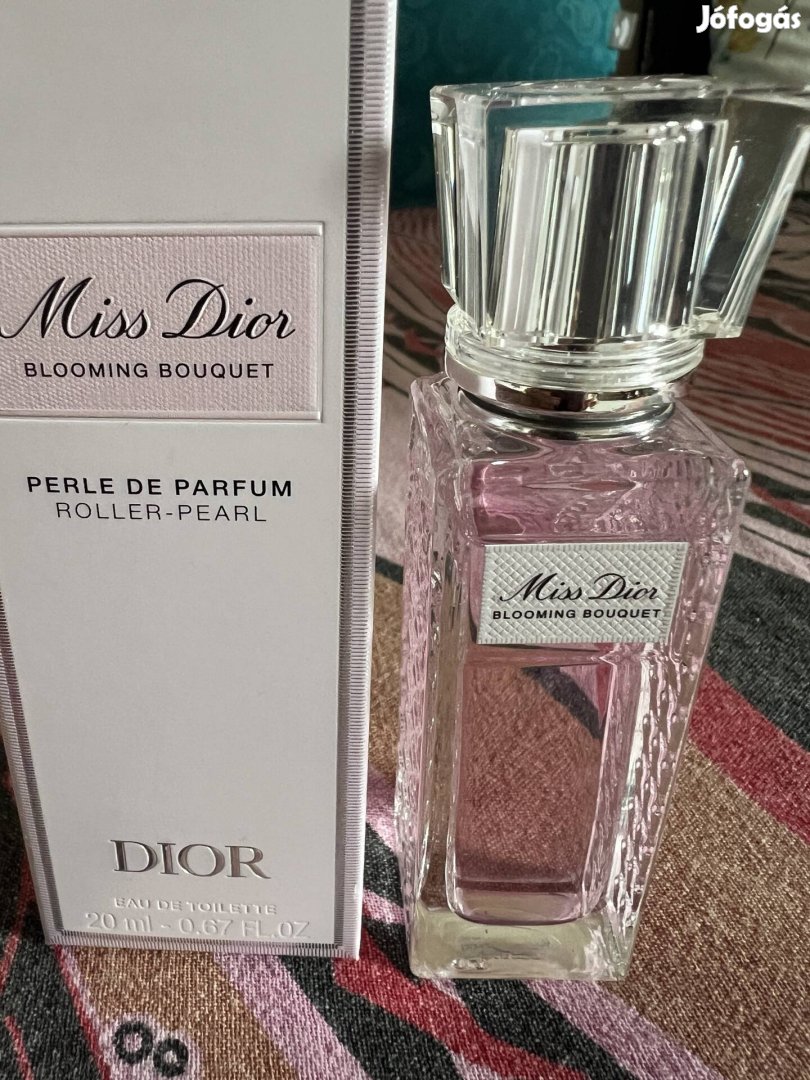 Jófogás
Miss Dior
BLOOMING BOUQUET
PERLE DE PARFUM
ROLLER-PEARL
DIOR
EAU DE TOILETTE
20 ml - 0.67 FL.OZ
Miss Dior
BLOOMING BOUQUET